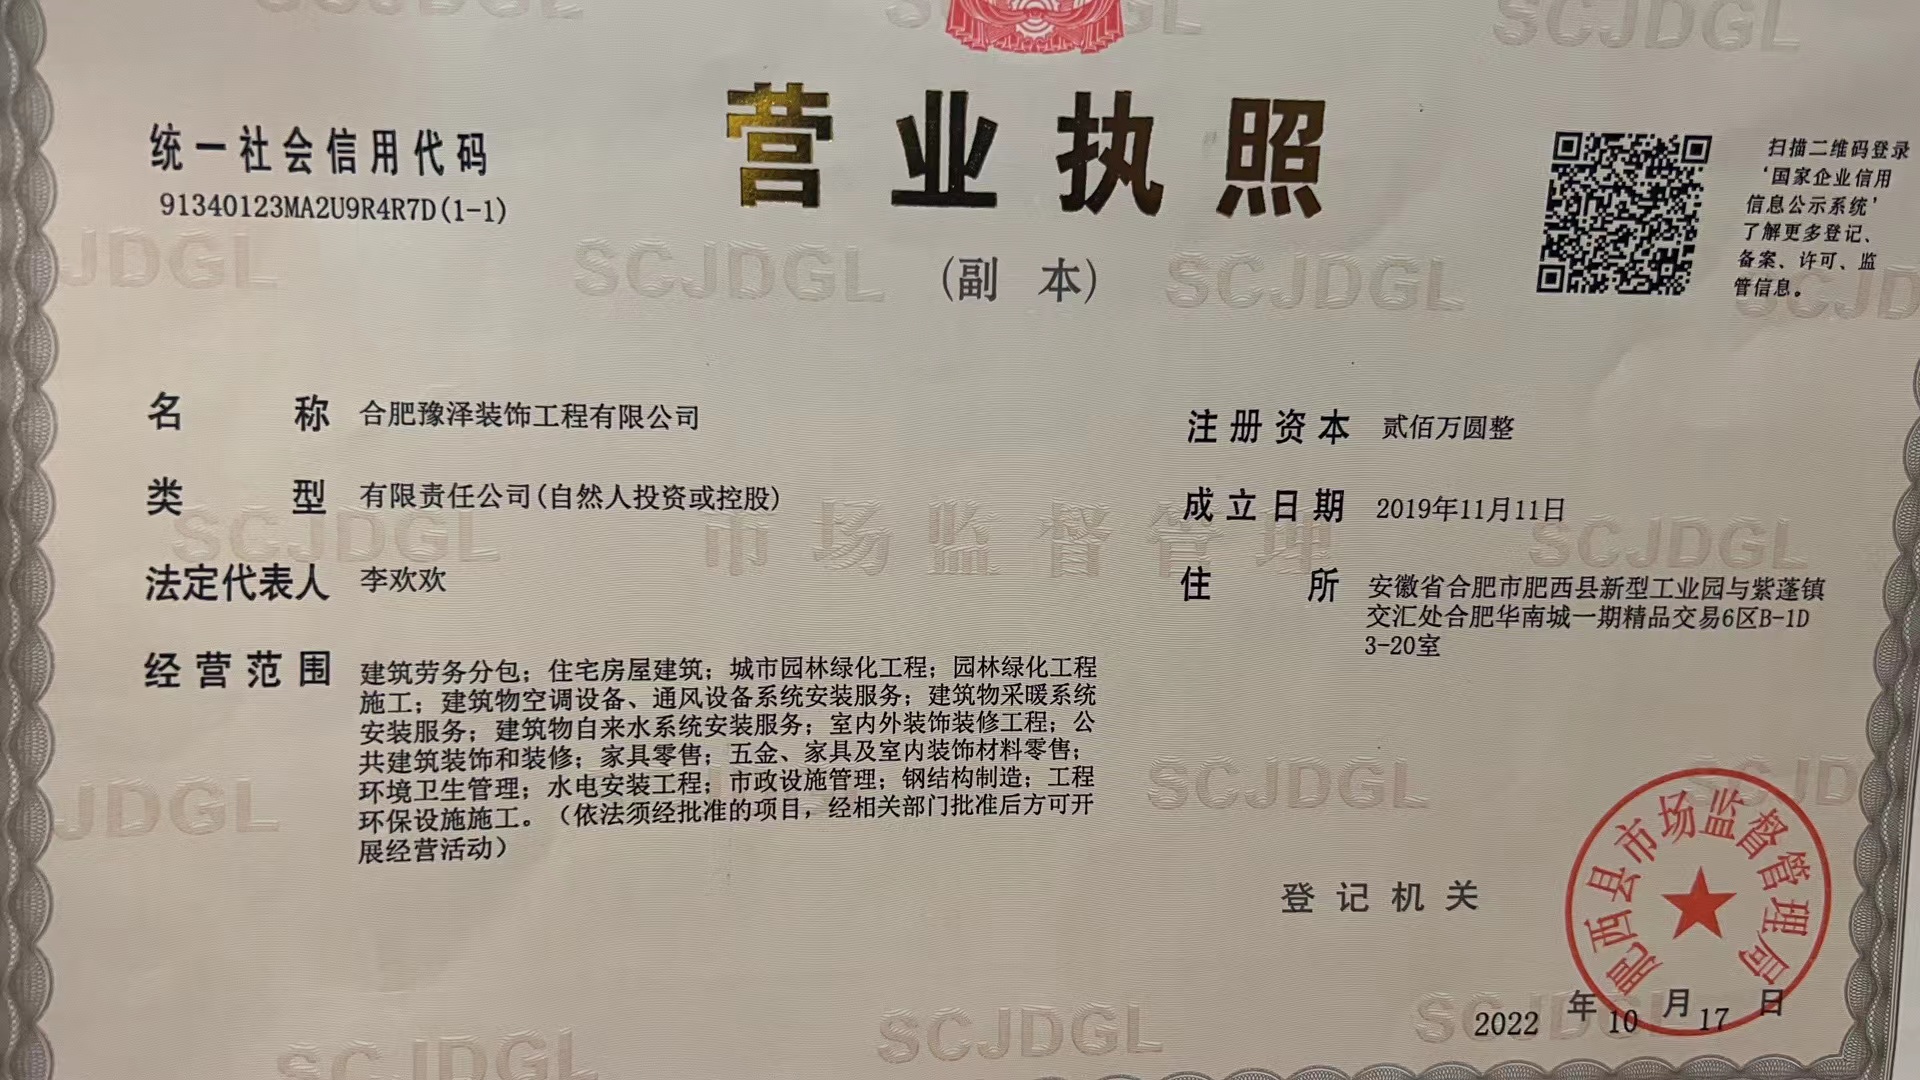 营业执照
(副 本)
统一社会信用代码
91340123MA2U9R4R7D(1-1)
扫描二维码登录
‘国家企业信用
信息公示系统’
了解更多登记、
备案、许可、监
管信息。
名称 合肥豫泽装饰工程有限公司
类型 有限责任公司(自然人投资或控股)
法定代表人 李欢欢
经营范围 建筑劳务分包；住宅房屋建筑；城市园林绿化工程；园林绿化工程
施工；建筑物空调设备、通风设备系统安装服务；建筑物采暖系统
安装服务；建筑物自来水系统安装服务；室内外装饰装修工程；公
共建筑装饰和装修；家具零售；五金、家具及室内装饰材料零售；
环境卫生管理；水电安装工程；市政设施管理；钢结构制造；工程
环保设施施工。（依法须经批准的项目，经相关部门批准后方可开
展经营活动）
注册资本 贰佰万圆整
成立日期 2019年11月11日
住所 安徽省合肥市肥西县新型工业园与紫蓬镇
交汇处合肥华南城一期精品交易6区B-1D
3-20室
登记机关
肥西县市场监督管理局
2022年10月17日
市场监督管理
SCJDGL